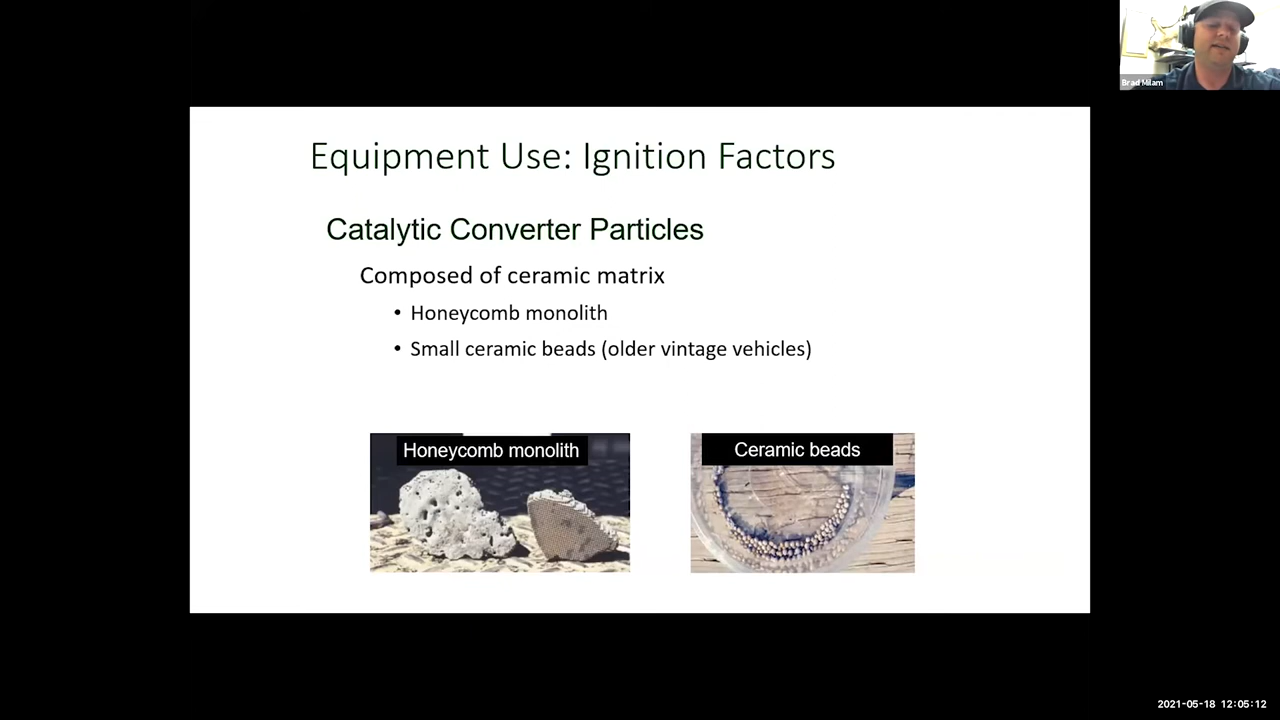 Brad Milam
Equipment Use: Ignition Factors
Catalytic Converter Particles
Composed of ceramic matrix
• Honeycomb monolith
• Small ceramic beads (older vintage vehicles)
Honeycomb monolith
Ceramic beads
2021-05-18 12:05:12